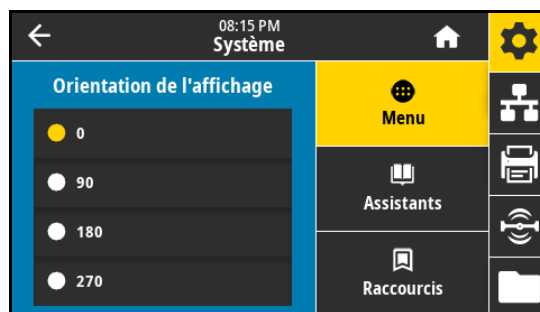 08:15 PM
Système
Orientation de l'affichage
0
90
180
270
Menu
Assistants
Raccourcis